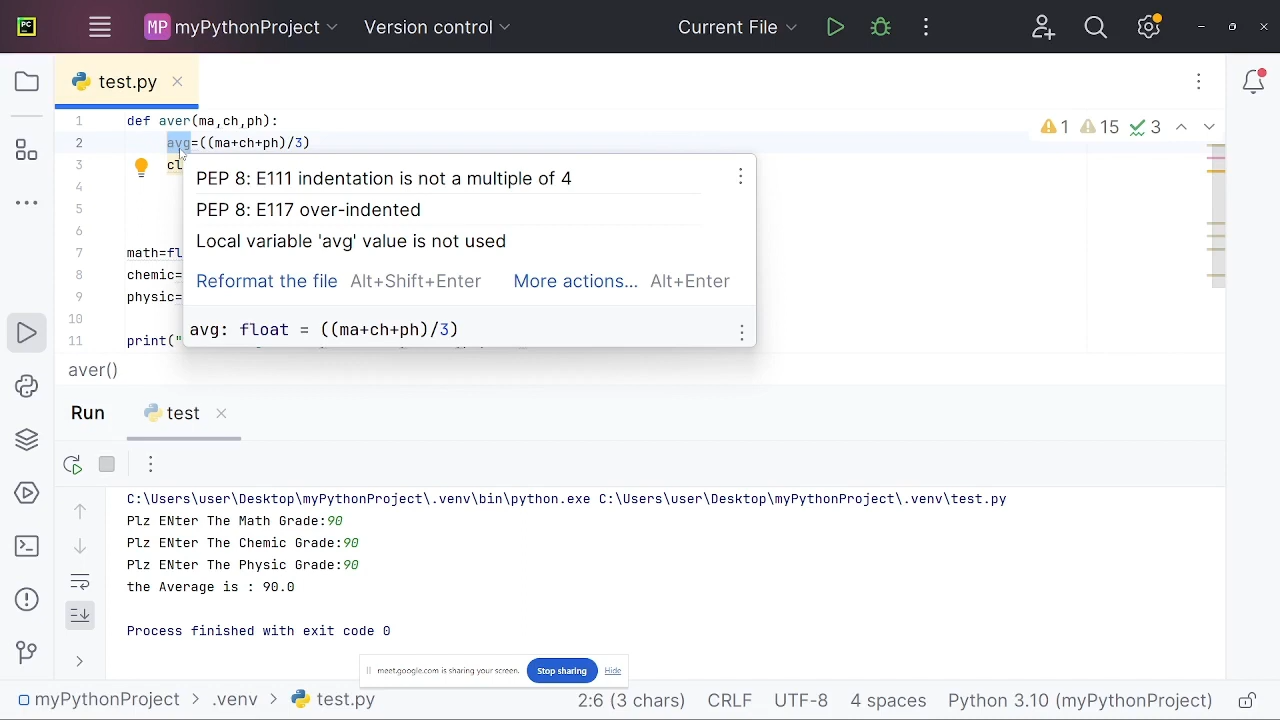 PC
MP myPythonProject
Version control
Current File
test.py
1 def aver(ma,ch,ph):
2 avg=((ma+ch+ph)/3)
3 cl
4
5
6
7 math=fl
8 chemic=
9 physic=
10
11 print("
1 15 3
PEP 8: E111 indentation is not a multiple of 4
PEP 8: E117 over-indented
Local variable 'avg' value is not used
Reformat the file Alt+Shift+Enter More actions... Alt+Enter
avg: float = ((ma+ch+ph)/3)
aver()
Run test
C:\Users\user\Desktop\myPythonProject\.venv\bin\python.exe C:\Users\user\Desktop\myPythonProject\.venv\test.py
Plz ENter The Math Grade:90
Plz ENter The Chemic Grade:90
Plz ENter The Physic Grade:90
the Average is : 90.0
Process finished with exit code 0
meet.google.com is sharing your screen. Stop sharing Hide
myPythonProject > .venv > test.py 2:6 (3 chars) CRLF UTF-8 4 spaces Python 3.10 (myPythonProject)